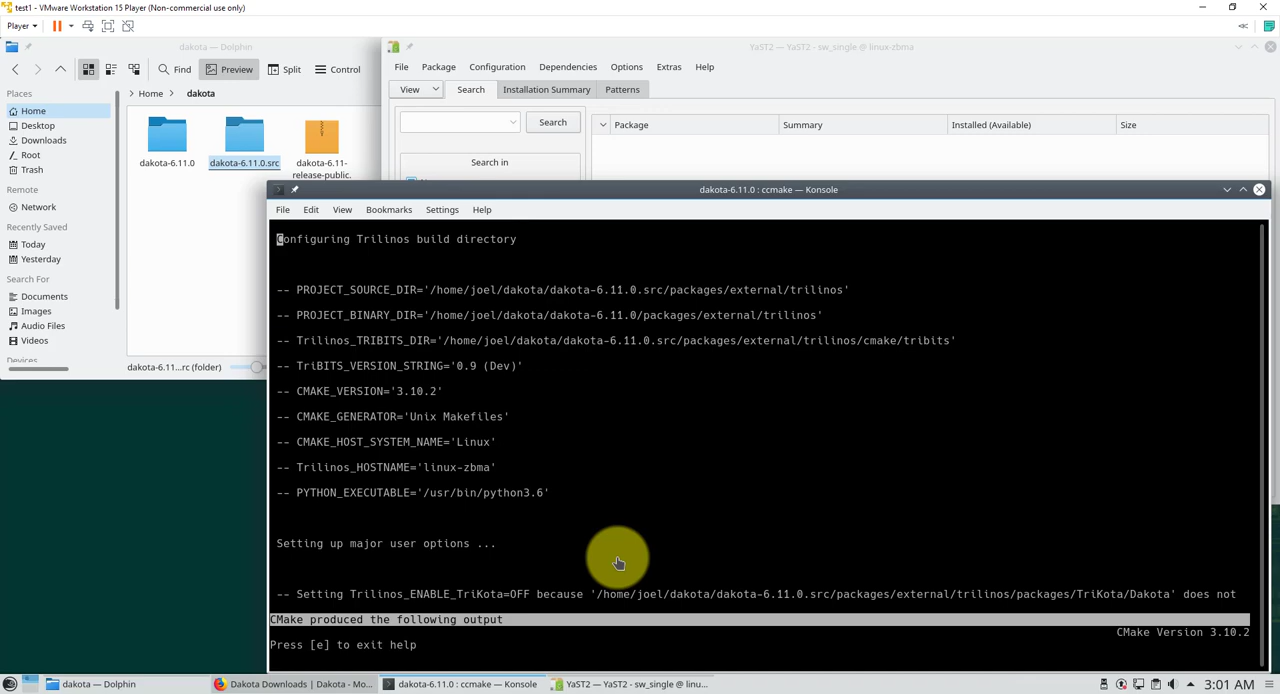 test1 - VMware Workstation 15 Player (Non-commercial use only)
Player
dakota — Dolphin
Find
Preview
Split
Control
Places
Home
Desktop
Downloads
Root
Trash
Remote
Network
Recently Saved
Today
Yesterday
Search For
Documents
Images
Audio Files
Videos
Devices
Home
dakota
dakota-6.11.0
dakota-6.11.0.src
dakota-6.11-
release-public.
dakota-6.11...rc (folder)
YaST2 — YaST2 - sw_single @ linux-zbma
File
Package
Configuration
Dependencies
Options
Extras
Help
View
Search
Installation Summary
Patterns
Search
Search in
Package
Summary
Installed (Available)
Size
dakota-6.11.0 : ccmake — Konsole
File
Edit
View
Bookmarks
Settings
Help
Configuring Trilinos build directory
-- PROJECT_SOURCE_DIR='/home/joel/dakota/dakota-6.11.0.src/packages/external/trilinos'
-- PROJECT_BINARY_DIR='/home/joel/dakota/dakota-6.11.0/packages/external/trilinos'
-- Trilinos_TRIBITS_DIR='/home/joel/dakota/dakota-6.11.0.src/packages/external/trilinos/cmake/tribits'
-- TriBITS_VERSION_STRING='0.9 (Dev)'
-- CMAKE_VERSION='3.10.2'
-- CMAKE_GENERATOR='Unix Makefiles'
-- CMAKE_HOST_SYSTEM_NAME='Linux'
-- Trilinos_HOSTNAME='linux-zbma'
-- PYTHON_EXECUTABLE='/usr/bin/python3.6'
Setting up major user options ...
-- Setting Trilinos_ENABLE_TriKota=OFF because '/home/joel/dakota/dakota-6.11.0.src/packages/external/trilinos/packages/TriKota/Dakota' does not
CMake produced the following output
CMake Version 3.10.2
Press [e] to exit help
dakota — Dolphin
Dakota Downloads | Dakota - Mo...
dakota-6.11.0 : ccmake — Konsole
YaST2 — YaST2 - sw_single @ linu...
3:01 AM